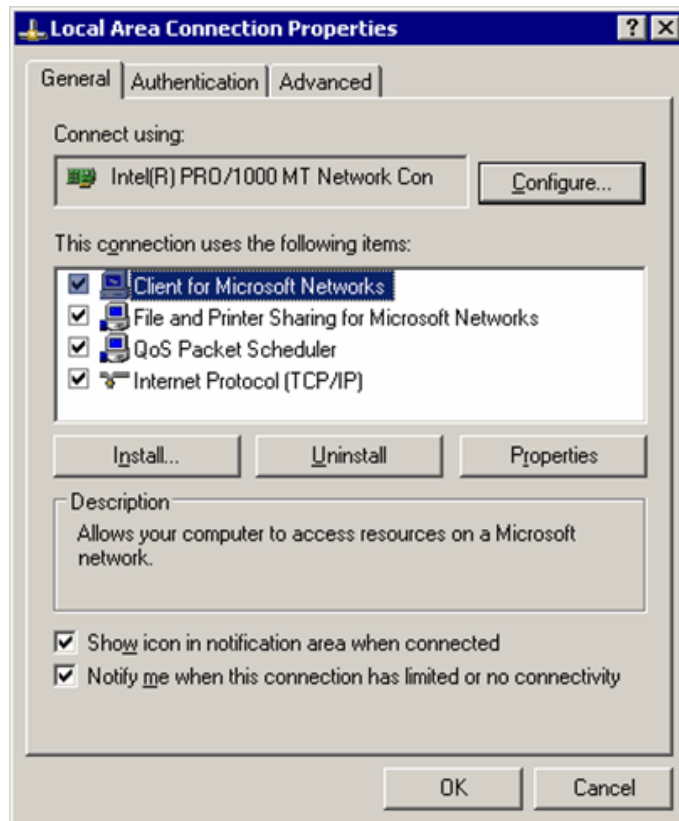 Local Area Connection Properties
General Authentication Advanced
Connect using:
Intel(R) PRO/1000 MT Network Con
Configure...
This connection uses the following items:
Client for Microsoft Networks
File and Printer Sharing for Microsoft Networks
QoS Packet Scheduler
Internet Protocol (TCP/IP)
Install... Uninstall Properties
Description
Allows your computer to access resources on a Microsoft
network.
Show icon in notification area when connected
Notify me when this connection has limited or no connectivity
OK Cancel